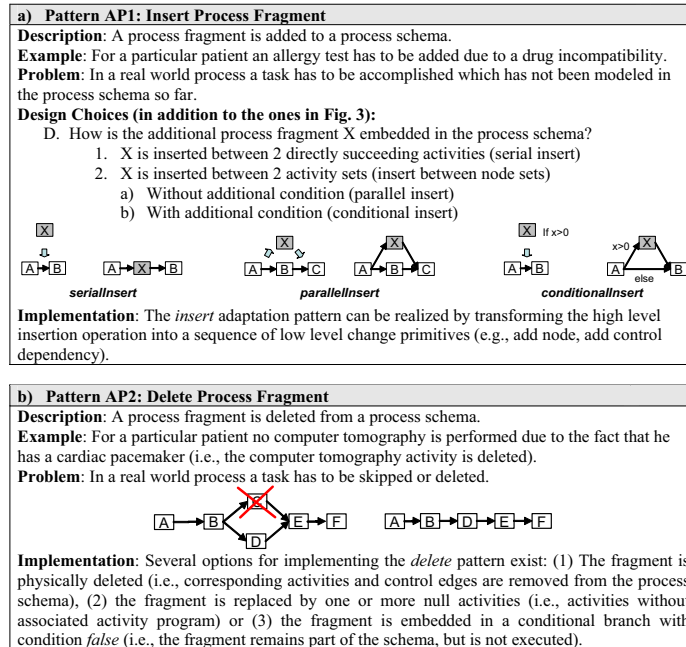 a) Pattern AP1: Insert Process Fragment
Description: A process fragment is added to a process schema.
Example: For a particular patient an allergy test has to be added due to a drug incompatibility.
Problem: In a real world process a task has to be accomplished which has not been modeled in
the process schema so far.
Design Choices (in addition to the ones in Fig. 3):
D. How is the additional process fragment X embedded in the process schema?
1. X is inserted between 2 directly succeeding activities (serial insert)
2. X is inserted between 2 activity sets (insert between node sets)
a) Without additional condition (parallel insert)
b) With additional condition (conditional insert)
X X X X If x>0 x>0 X
A B A X B A B C A B C A B A else B
serialInsert parallelInsert conditionalInsert
Implementation: The insert adaptation pattern can be realized by transforming the high level
insertion operation into a sequence of low level change primitives (e.g., add node, add control
dependency).
b) Pattern AP2: Delete Process Fragment
Description: A process fragment is deleted from a process schema.
Example: For a particular patient no computer tomography is performed due to the fact that he
has a cardiac pacemaker (i.e., the computer tomography activity is deleted).
Problem: In a real world process a task has to be skipped or deleted.
C
A B E F A B D E F
D
Implementation: Several options for implementing the delete pattern exist: (1) The fragment is
physically deleted (i.e., corresponding activities and control edges are removed from the process
schema), (2) the fragment is replaced by one or more null activities (i.e., activities without
associated activity program) or (3) the fragment is embedded in a conditional branch with
condition false (i.e., the fragment remains part of the schema, but is not executed).